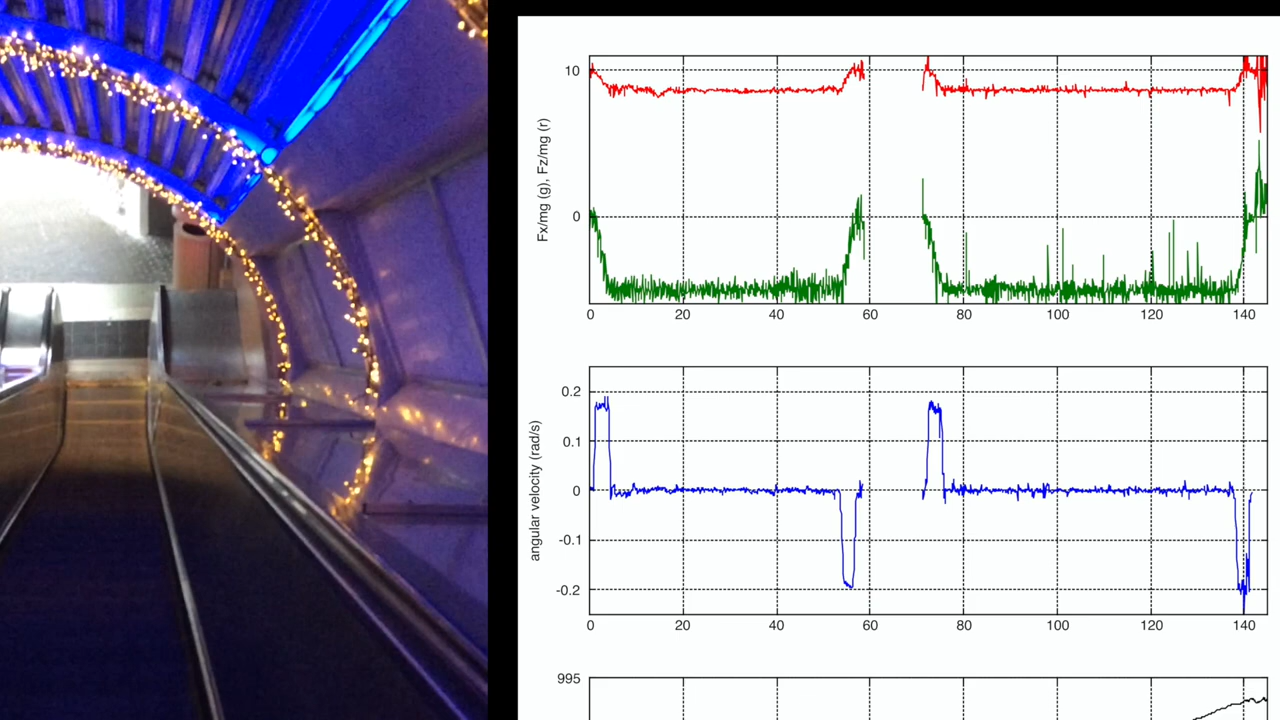 10
0
Fx/mg (g), Fz/mg (r)
0 20 40 60 80 100 120 140
0.2
0.1
0
-0.1
-0.2
angular velocity (rad/s)
0 20 40 60 80 100 120 140
995